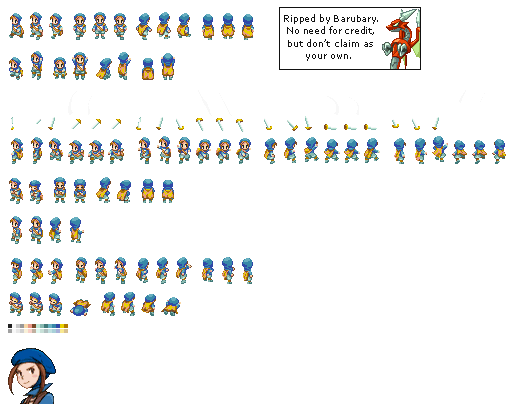 Ripped by Barubary.
No need for credit,
but don't claim as
your own.